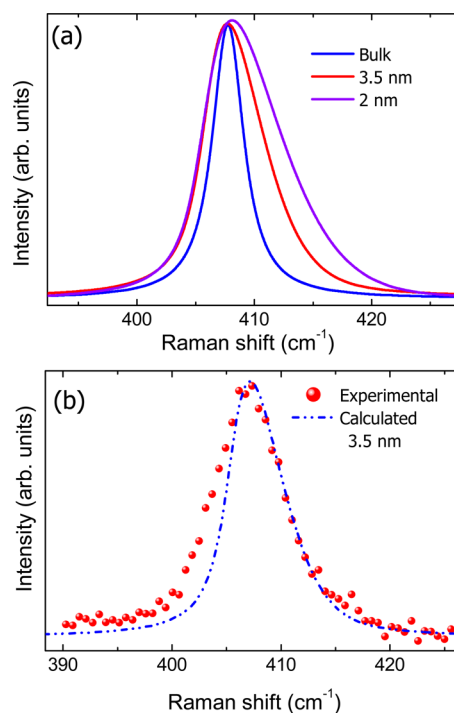 (a)
Bulk
3.5 nm
2 nm
Intensity (arb. units)
400 410 420
Raman shift (cm⁻¹)
(b)
Experimental
Calculated
3.5 nm
Intensity (arb. units)
390 400 410 420
Raman shift (cm⁻¹)